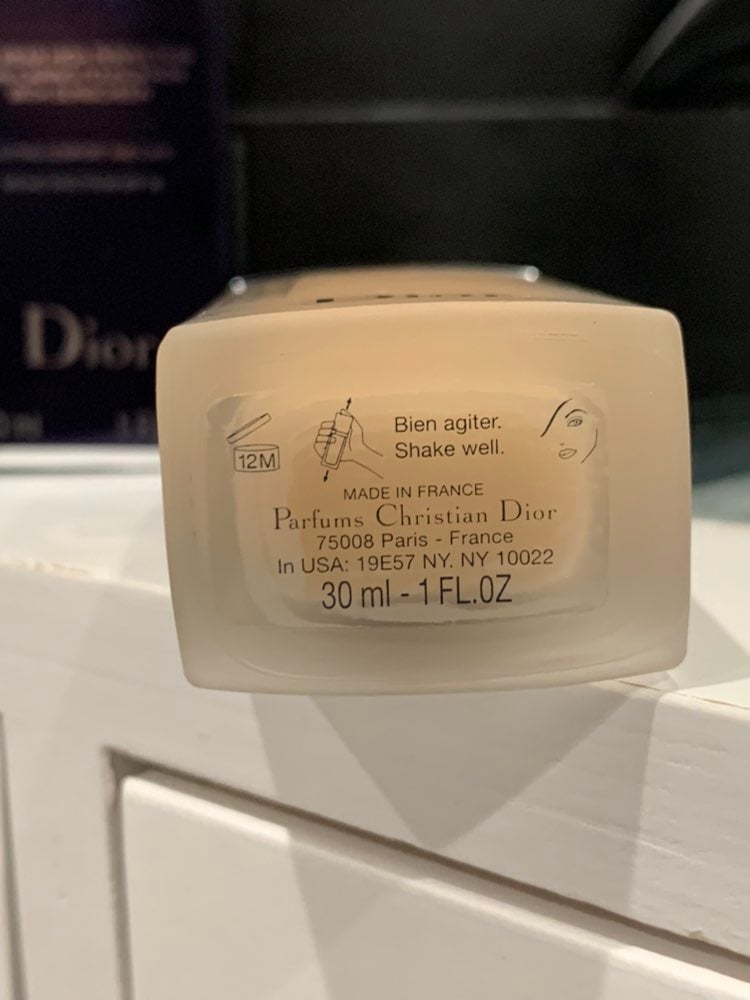 Dior
12M
Bien agiter.
Shake well.
MADE IN FRANCE
Parfums Christian Dior
75008 Paris - France
In USA: 19E57 NY. NY 10022
30 ml - 1 FL.OZ